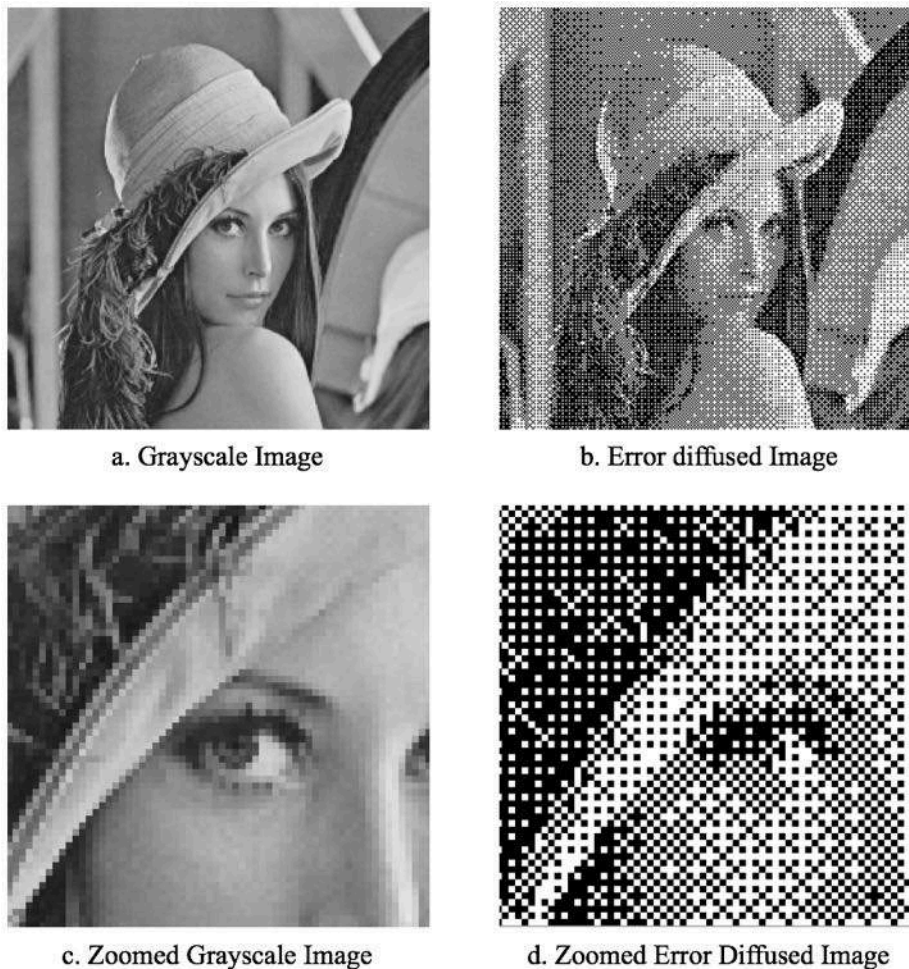 a. Grayscale Image
b. Error diffused Image
c. Zoomed Grayscale Image
d. Zoomed Error Diffused Image